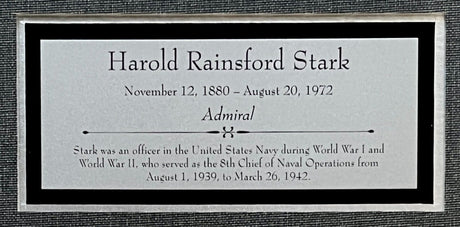 Harold Rainsford Stark
November 12, 1880 – August 20, 1972
Admiral
Stark was an officer in the United States Navy during World War I and
World War II, who served as the 8th Chief of Naval Operations from
August 1, 1939, to March 26, 1942.